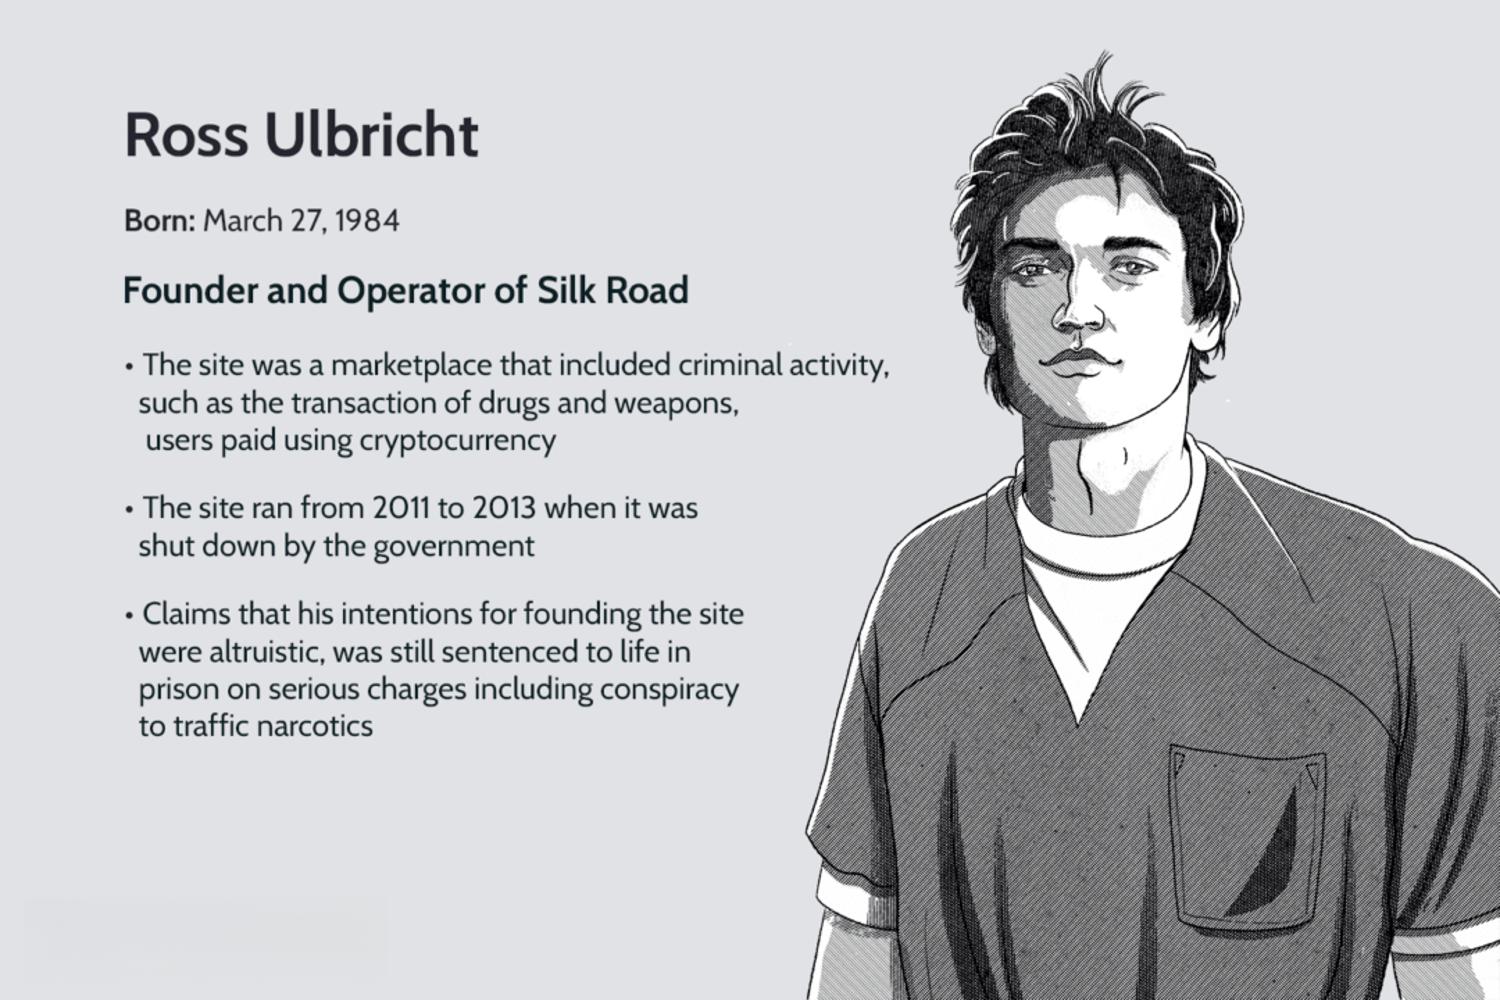 Ross Ulbricht
Born: March 27, 1984
Founder and Operator of Silk Road
• The site was a marketplace that included criminal activity,
such as the transaction of drugs and weapons,
users paid using cryptocurrency
• The site ran from 2011 to 2013 when it was
shut down by the government
• Claims that his intentions for founding the site
were altruistic, was still sentenced to life in
prison on serious charges including conspiracy
to traffic narcotics